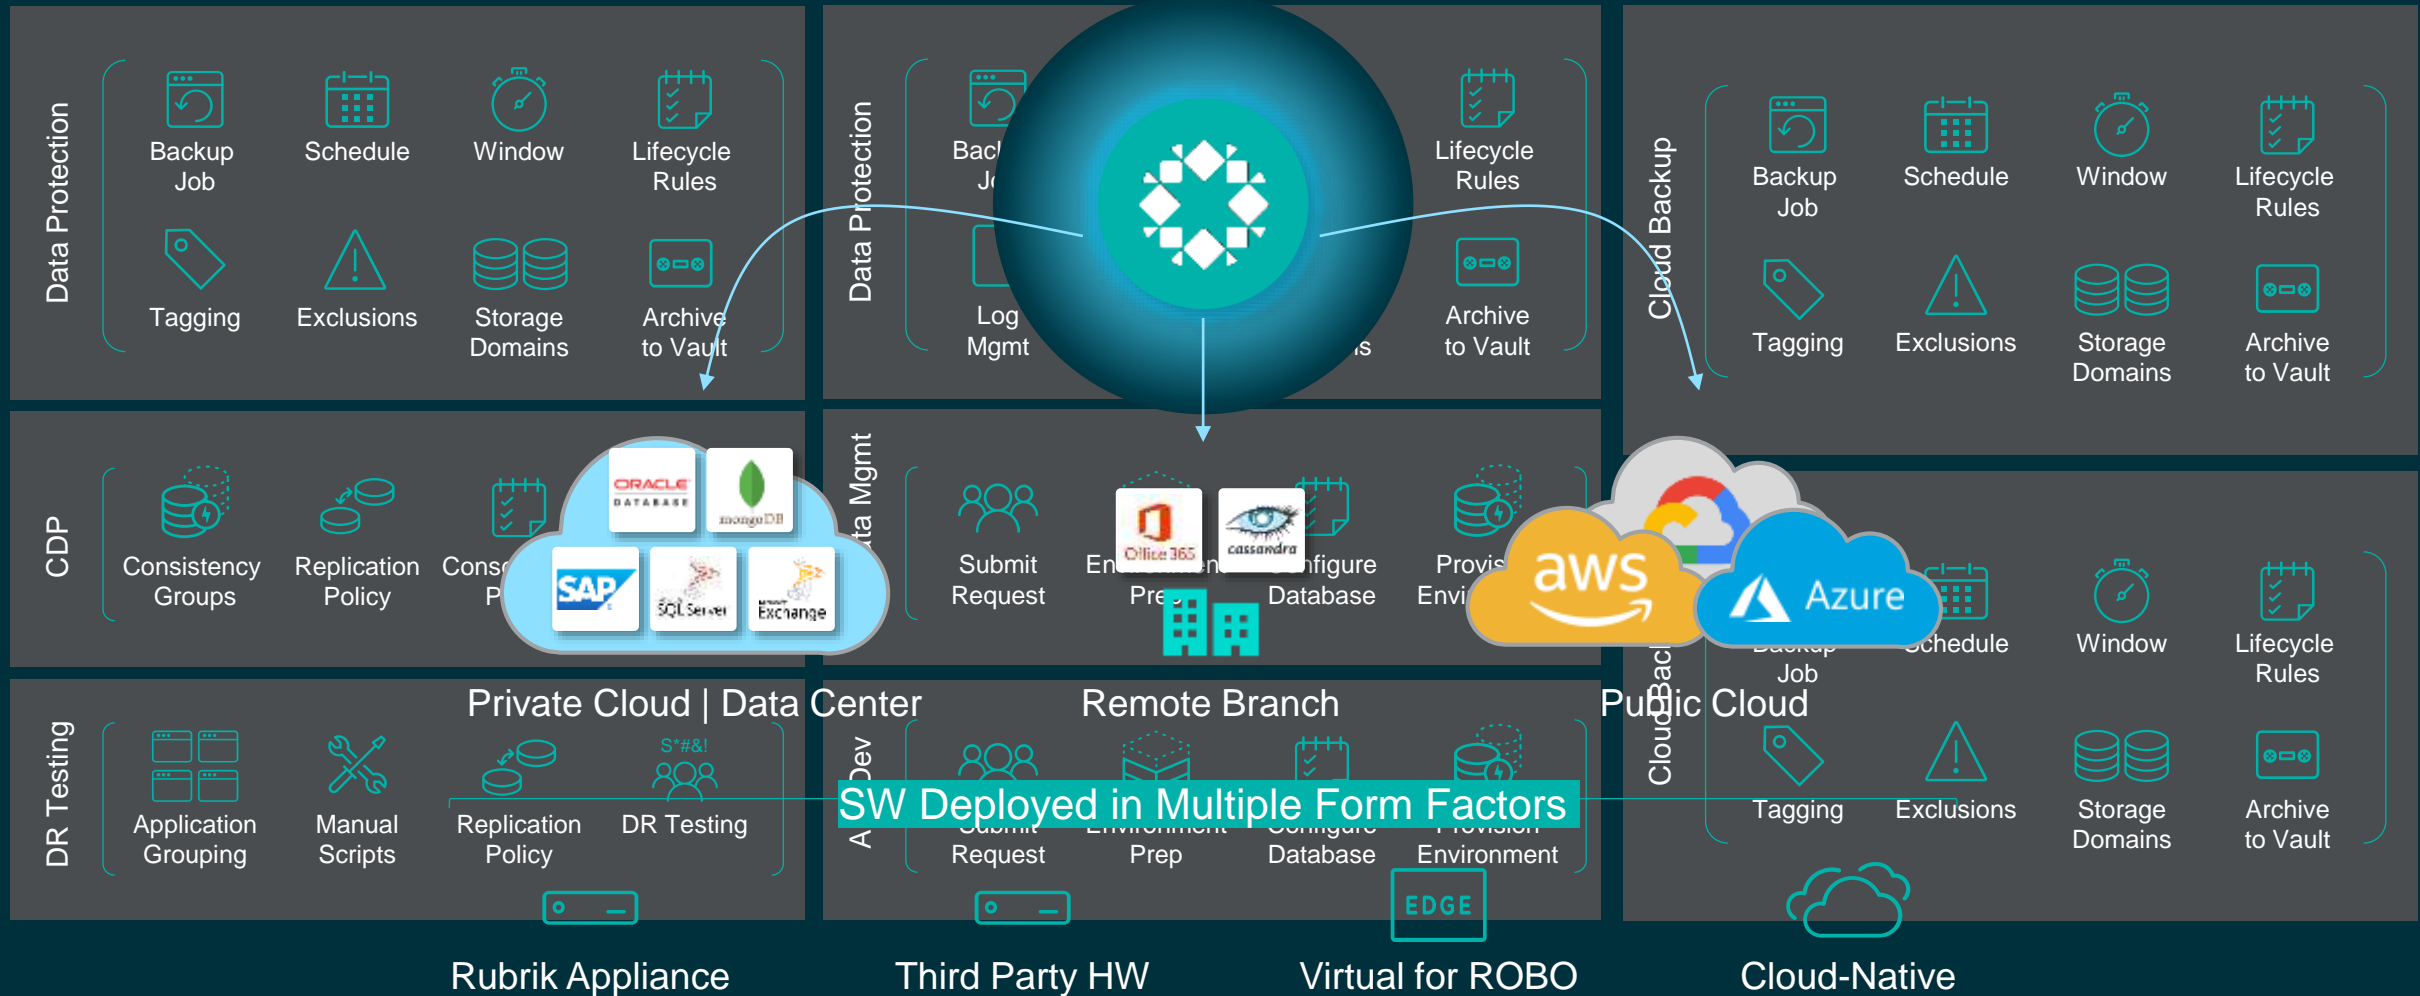 Data Protection
Backup
Job
Schedule
Window
Lifecycle
Rules
Tagging
Exclusions
Storage
Domains
Archive
to Vault
Data Protection
Lifecycle
Rules
Log
Mgmt
Archive
to Vault
Cloud Backup
Backup
Job
Schedule
Window
Lifecycle
Rules
Tagging
Exclusions
Storage
Domains
Archive
to Vault
CDP
Consistency
Groups
Replication
Policy
ORACLE
DATABASE
mongoDB
SAP
SQL Server
Exchange
Mgmt
Submit
Request
Office 365
cassandra
Database
aws
Azure
Job
Window
Lifecycle
Rules
Tagging
Exclusions
Storage
Domains
Archive
to Vault
Private Cloud | Data Center
Remote Branch
Public Cloud
DR Testing
Application
Grouping
Manual
Scripts
Replication
Policy
S*#&!
DR Testing
Dev
SW Deployed in Multiple Form Factors
Request
Prep
Database
Environment
EDGE
Rubrik Appliance
Third Party HW
Virtual for ROBO
Cloud-Native